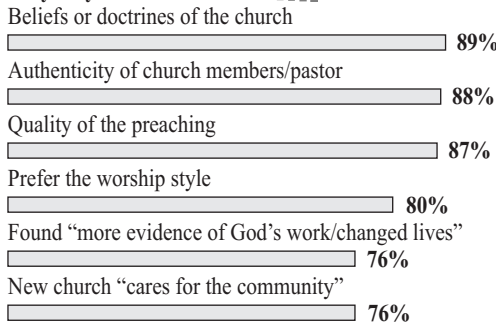 Beliefs or doctrines of the church
89%
Authenticity of church members/pastor
88%
Quality of the preaching
87%
Prefer the worship style
80%
Found “more evidence of God’s work/changed lives”
76%
New church “cares for the community”
76%